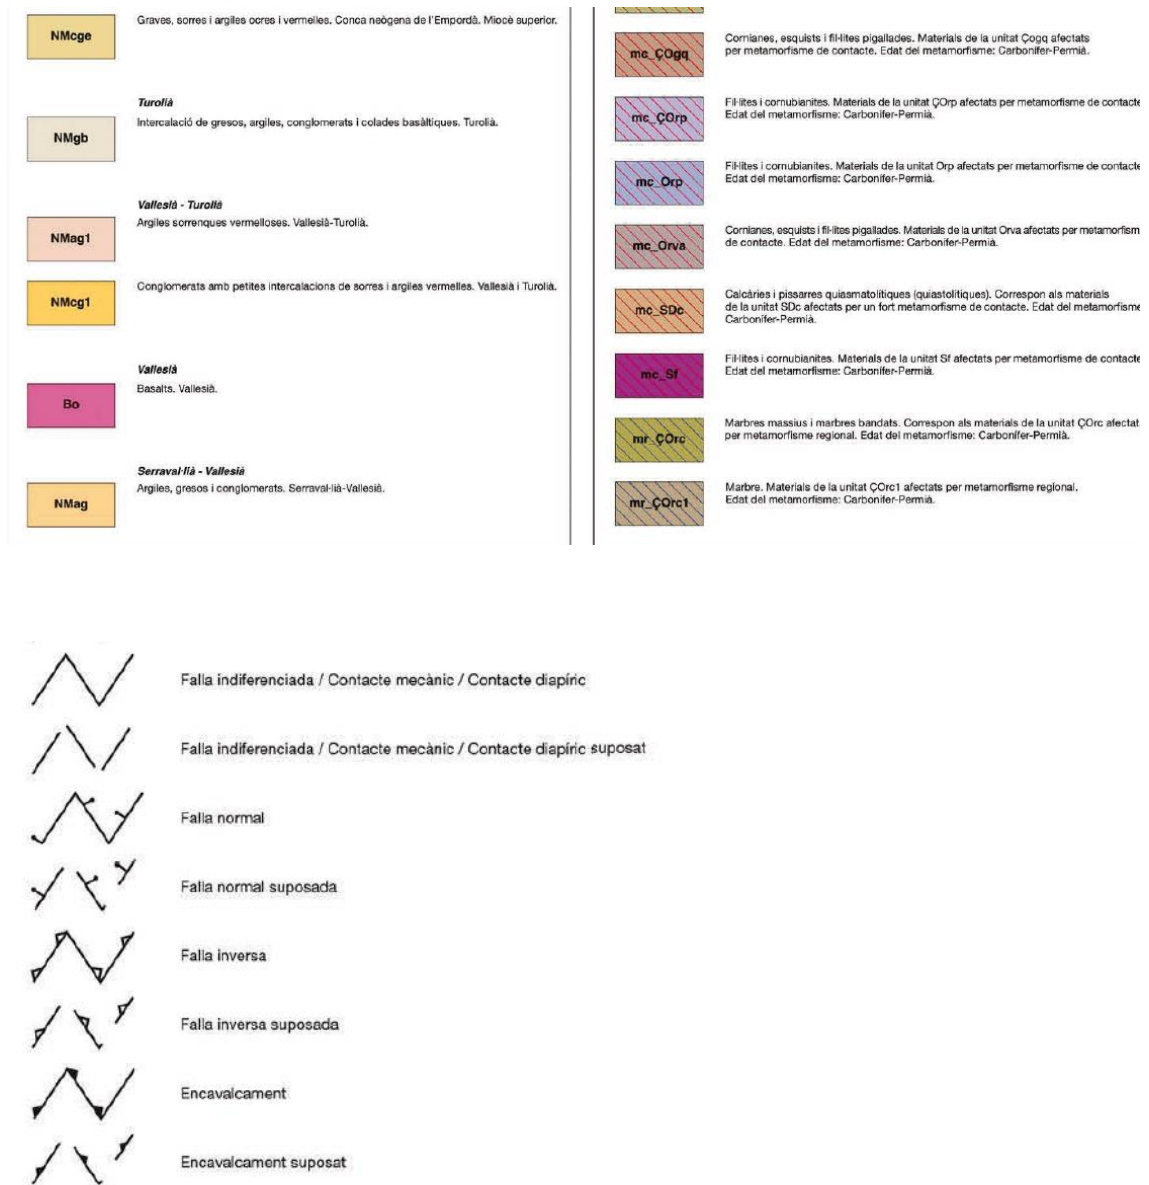 NMcge
Graves, sorres i argiles ocres i vermelles. Conca neògena de l'Empordà. Miocè superior.
Turolià
NMgb
Intercalació de gresos, argiles, conglomerats i colades basàltiques. Turolià.
Vallesià - Turolià
NMag1
Argiles sorrenques vermelloses. Vallesià-Turolià.
NMcg1
Conglomerats amb petites intercalacions de sorres i argiles vermelles. Vallesià i Turolià.
Vallesià
Bo
Basalts. Vallesià.
Serraval·lià - Vallesià
NMag
Argiles, gresos i conglomerats. Serraval·lià-Vallesià.
mc_ÇOgq
Cornianes, esquists i fil·lites pigallades. Materials de la unitat Çogq afectats
per metamorfisme de contacte. Edat del metamorfisme: Carbonífer-Permià.
mc_ÇOrp
Fil·lites i cornubianites. Materials de la unitat ÇOrp afectats per metamorfisme de contacte
Edat del metamorfisme: Carbonífer-Permià.
mc_Orp
Fil·lites i cornubianites. Materials de la unitat Orp afectats per metamorfisme de contacte
Edat del metamorfisme: Carbonífer-Permià.
mc_Orva
Cornianes, esquists i fil·lites pigallades. Materials de la unitat Orva afectats per metamorfism
de contacte. Edat del metamorfisme: Carbonífer-Permià.
mc_SDc
Calcàries i pissarres quiasmatolítiques (quiastolítiques). Correspon als materials
de la unitat SDc afectats per un fort metamorfisme de contacte. Edat del metamorfisme
Carbonífer-Permià.
mc_Sf
Fil·lites i cornubianites. Materials de la unitat Sf afectats per metamorfisme de contacte
Edat del metamorfisme: Carbonífer-Permià.
mr_ÇOrc
Marbres massius i marbres bandats. Correspon als materials de la unitat ÇOrc afectat
per metamorfisme regional. Edat del metamorfisme: Carbonífer-Permià.
mr_ÇOrc1
Marbre. Materials de la unitat ÇOrc1 afectats per metamorfisme regional.
Edat del metamorfisme: Carbonífer-Permià.
Falla indiferenciada / Contacte mecànic / Contacte diapíric
Falla indiferenciada / Contacte mecànic / Contacte diapíric suposat
Falla normal
Falla normal suposada
Falla inversa
Falla inversa suposada
Encavalcament
Encavalcament suposat